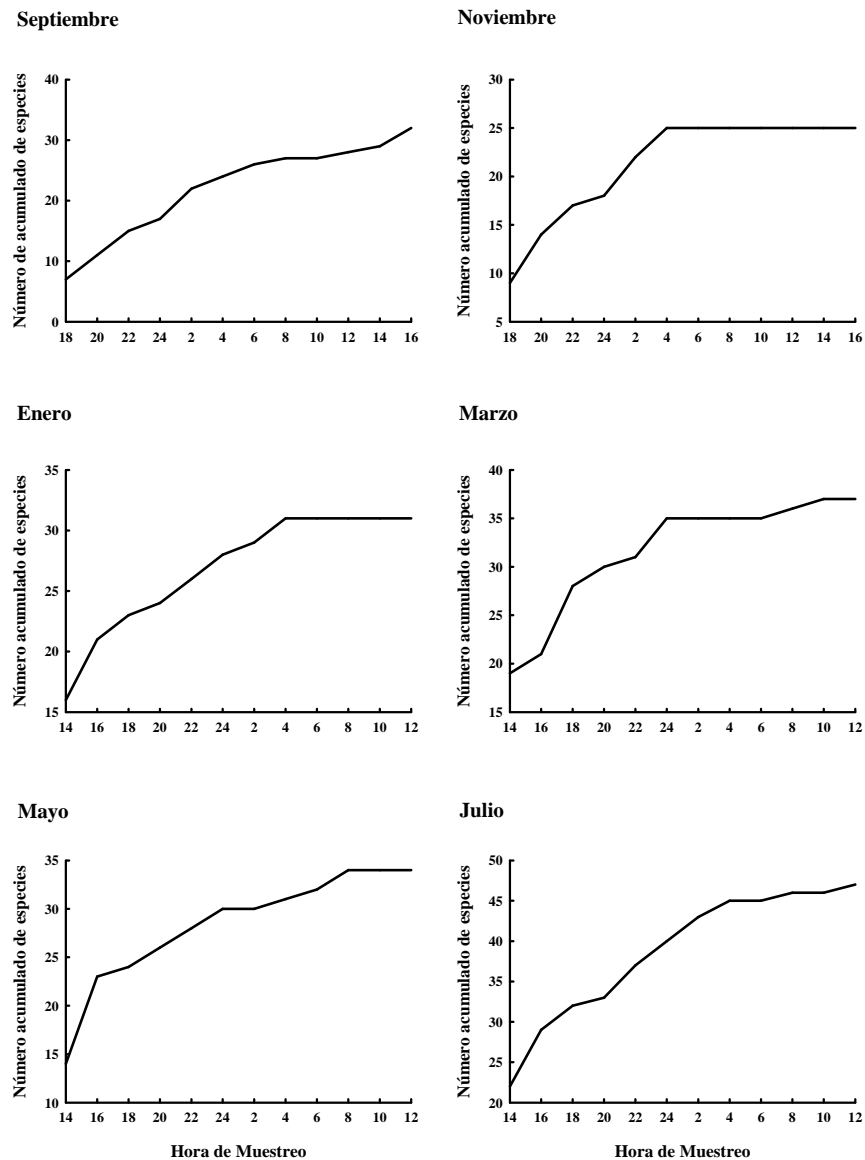 Septiembre
Número de acumulado de especies
40
30
20
10
0
18 20 22 24 2 4 6 8 10 12 14 16
Noviembre
Número acumulado de especies
30
25
20
15
10
5
18 20 22 24 2 4 6 8 10 12 14 16
Enero
Número acumulado de especies
35
30
25
20
15
14 16 18 20 22 24 2 4 6 8 10 12
Marzo
Número acumulado de especies
40
35
30
25
20
15
14 16 18 20 22 24 2 4 6 8 10 12
Mayo
Número acumulado de especies
35
30
25
20
15
10
14 16 18 20 22 24 2 4 6 8 10 12
Hora de Muestreo
Julio
Número acumulado de especies
50
45
40
35
30
25
20
14 16 18 20 22 24 2 4 6 8 10 12
Hora de Muestreo